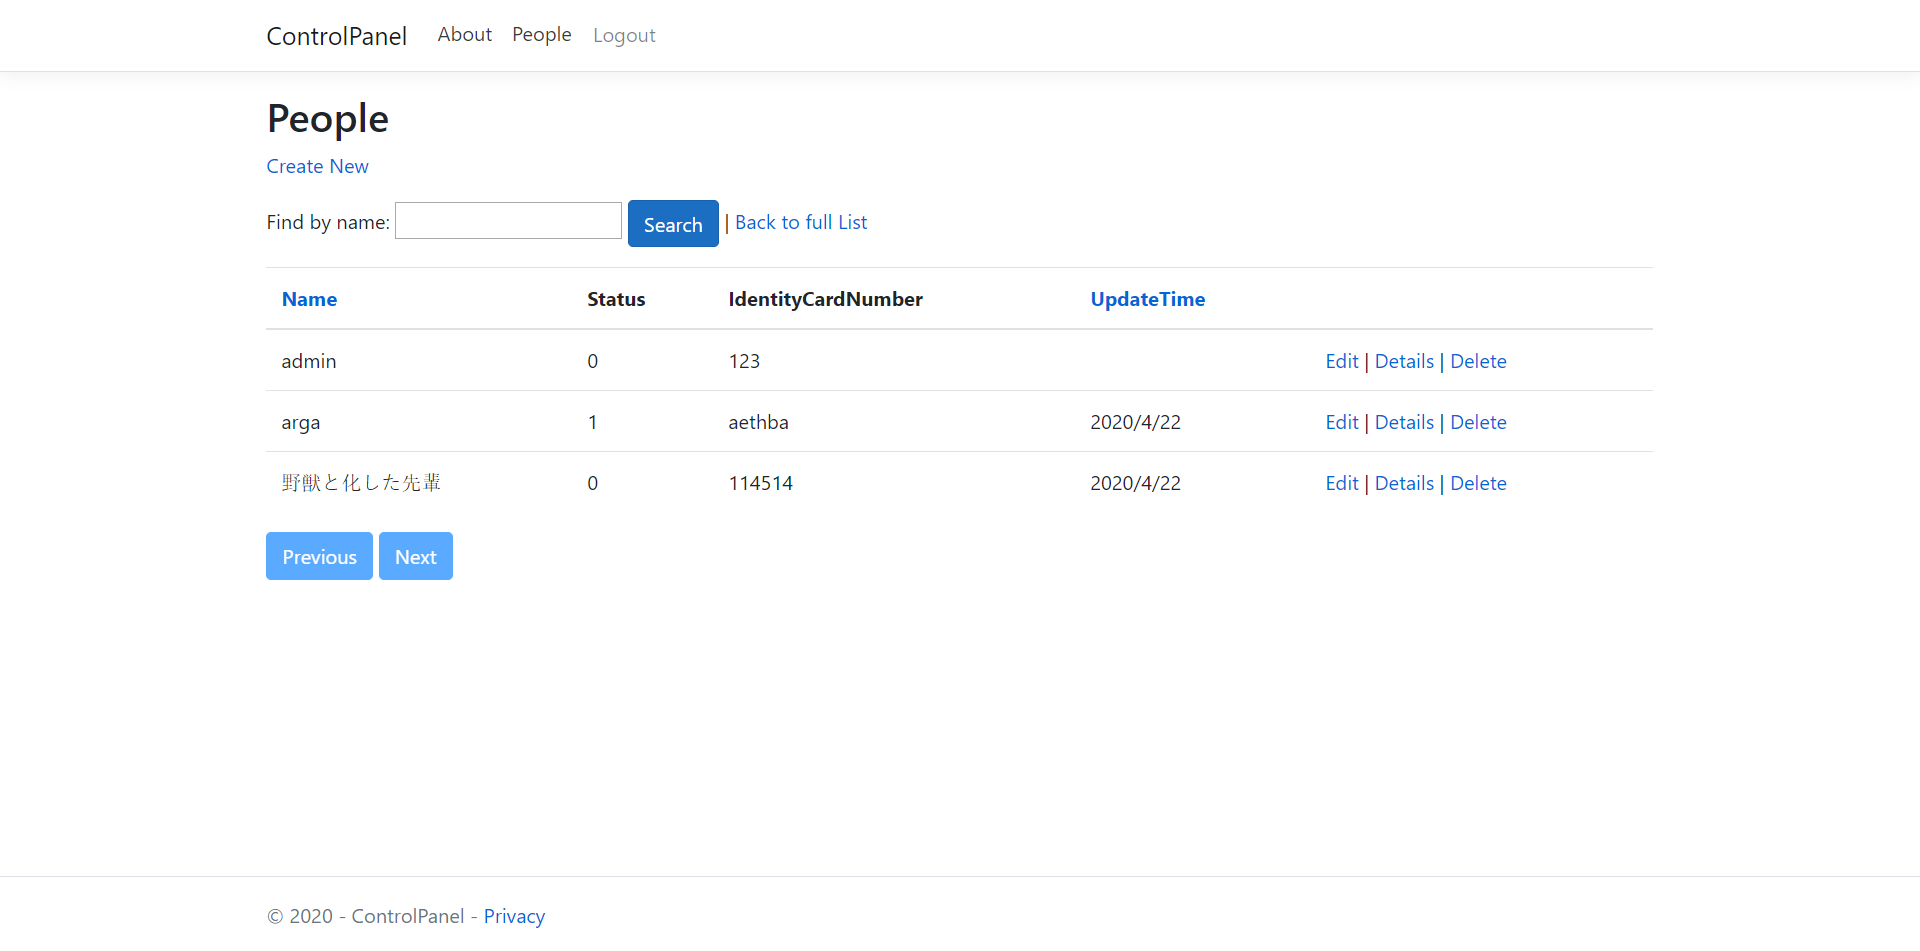 ControlPanel About People Logout
People
Create New
Find by name: Search | Back to full List
Name Status IdentityCardNumber UpdateTime
admin 0 123 Edit | Details | Delete
arga 1 aethba 2020/4/22 Edit | Details | Delete
野獣と化した先輩 0 114514 2020/4/22 Edit | Details | Delete
Previous Next
© 2020 - ControlPanel - Privacy